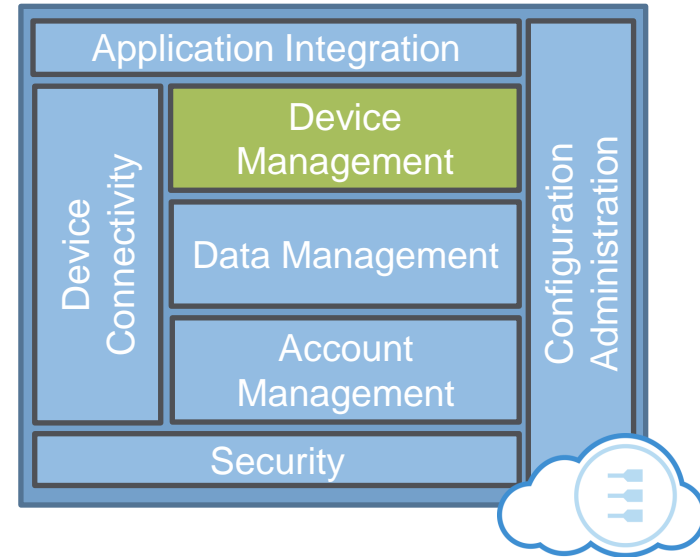 Application Integration
Device
Connectivity
Device
Management
Data Management
Account
Management
Configuration
Administration
Security